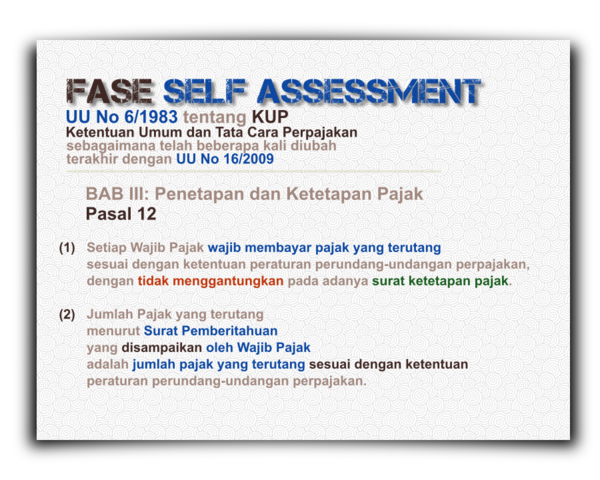 FASE SELF ASSESSMENT
UU No 6/1983 tentang KUP
Ketentuan Umum dan Tata Cara Perpajakan
sebagaimana telah beberapa kali diubah
terakhir dengan UU No 16/2009
BAB III: Penetapan dan Ketetapan Pajak
Pasal 12
(1) Setiap Wajib Pajak wajib membayar pajak yang terutang
sesuai dengan ketentuan peraturan perundang-undangan perpajakan,
dengan tidak menggantungkan pada adanya surat ketetapan pajak.
(2) Jumlah Pajak yang terutang
menurut Surat Pemberitahuan
yang disampaikan oleh Wajib Pajak
adalah jumlah pajak yang terutang sesuai dengan ketentuan
peraturan perundang-undangan perpajakan.